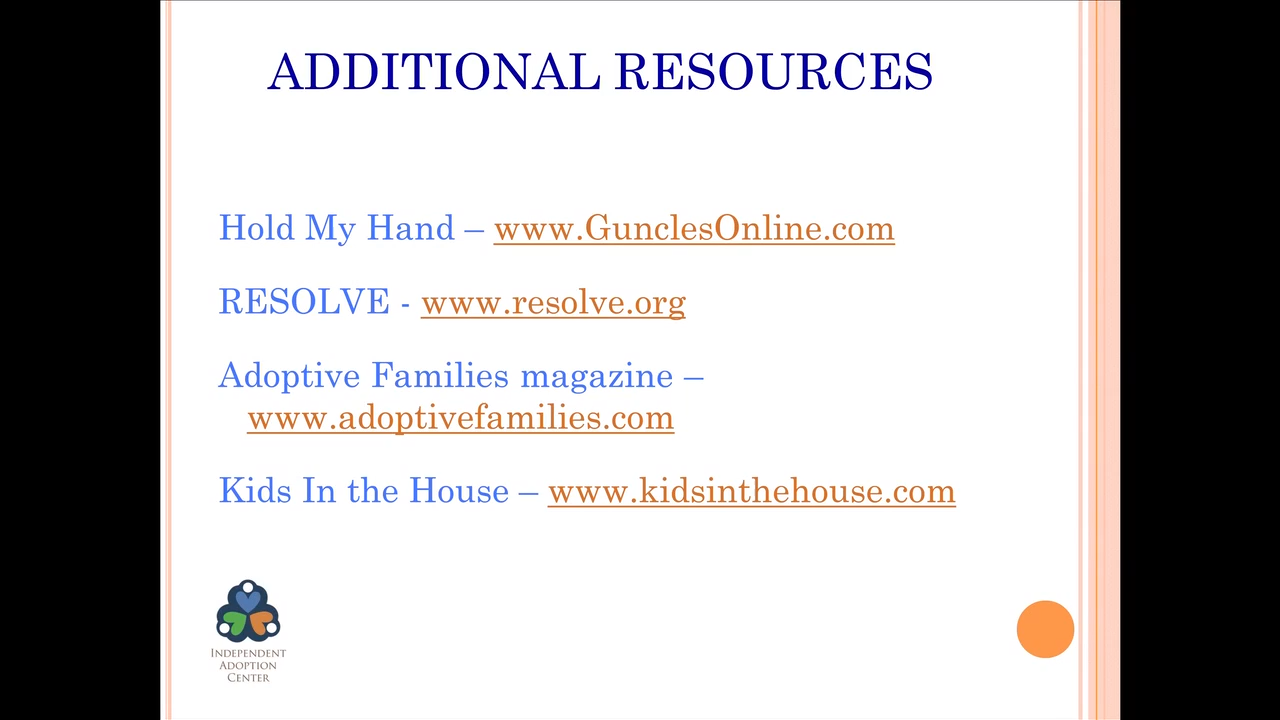 ADDITIONAL RESOURCES
Hold My Hand – www.GunclesOnline.com
RESOLVE - www.resolve.org
Adoptive Families magazine –
www.adoptivefamilies.com
Kids In the House – www.kidsinthehouse.com
INDEPENDENT
ADOPTION
CENTER